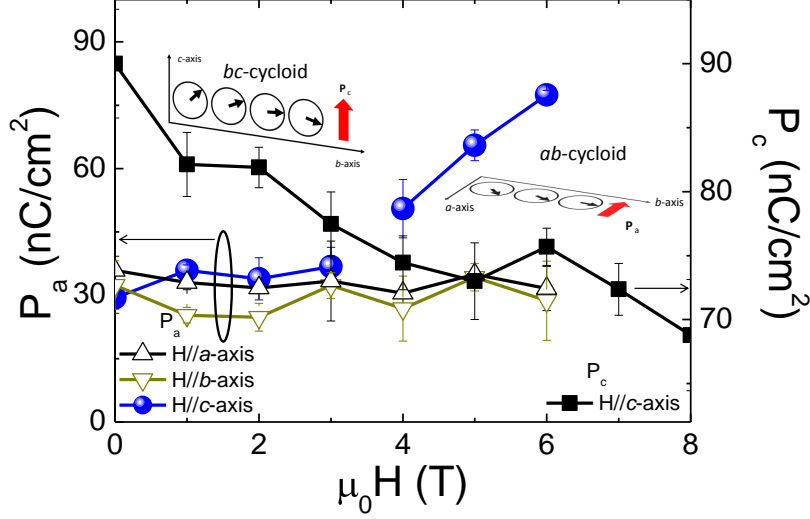 P_a (nC/cm^2)
90
60
30
0
c-axis
bc-cycloid
P_c
b-axis
ab-cycloid
a-axis
b-axis
P_a
P_a
H//a-axis
H//b-axis
H//c-axis
P_c
H//c-axis
90
80
70
P_c (nC/cm^2)
0 2 4 6 8
μ_0H (T)